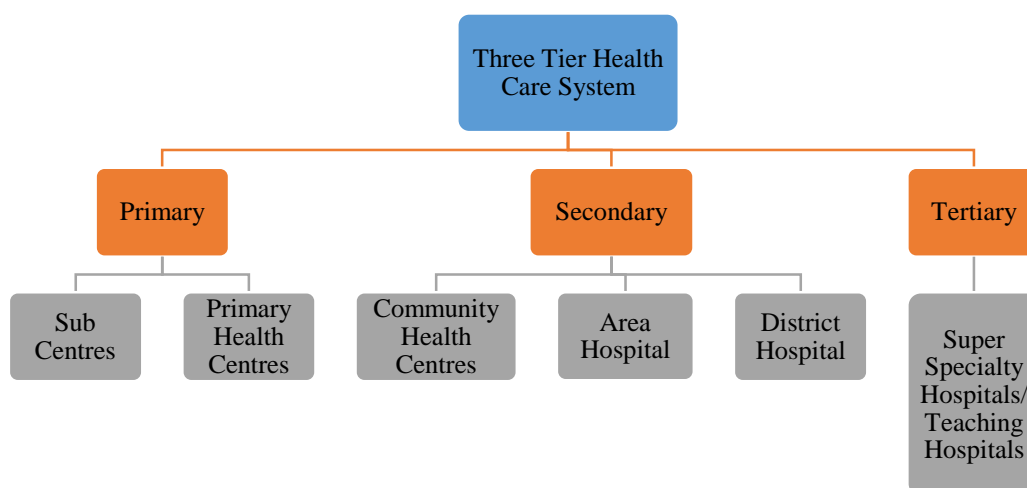 Three Tier Health
Care System
Primary
Secondary
Tertiary
Sub
Centres
Primary
Health
Centres
Community
Health
Centres
Area
Hospital
District
Hospital
Super
Specialty
Hospitals/
Teaching
Hospitals